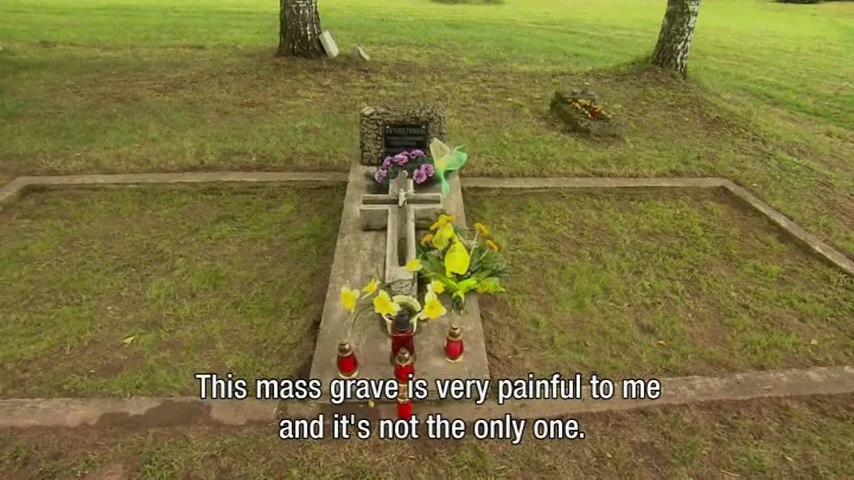 This mass grave is very painful to me
and it's not the only one.